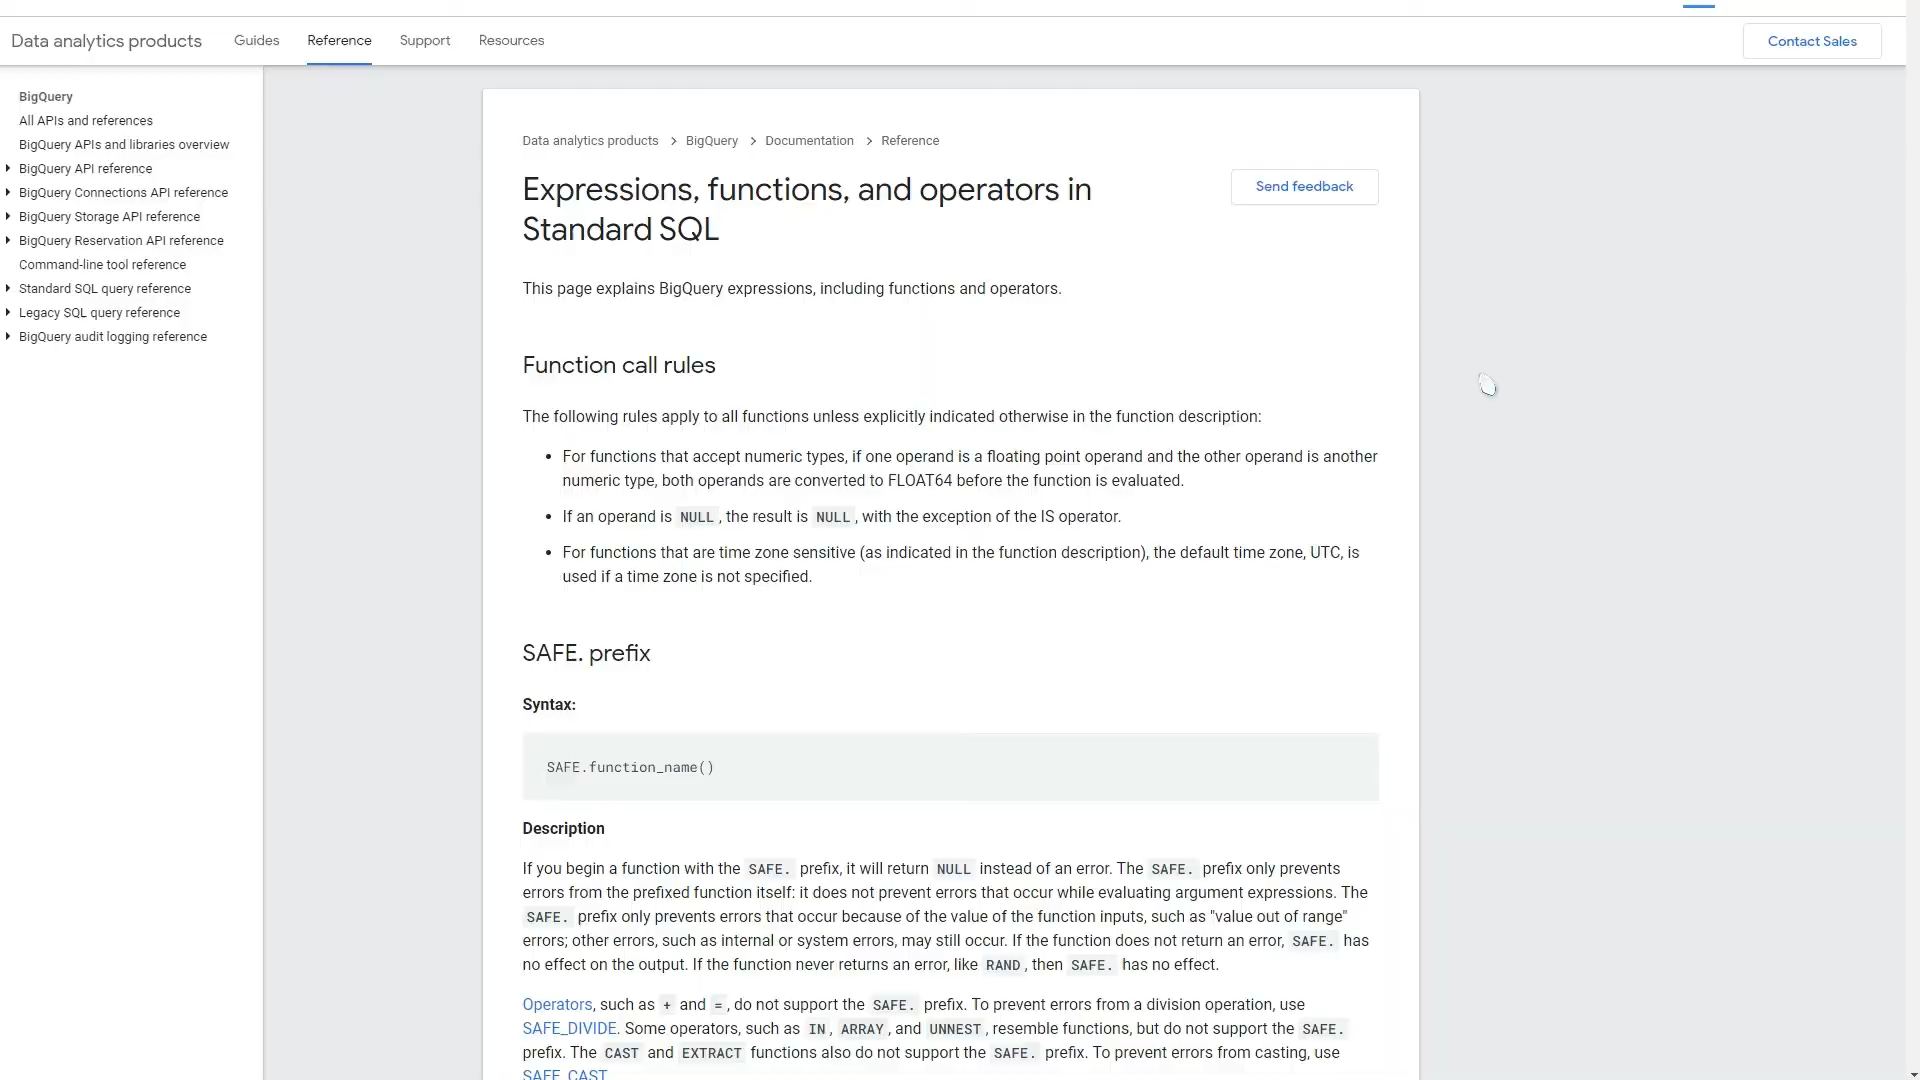 Data analytics products
Guides
Reference
Support
Resources
Contact Sales
BigQuery
All APIs and references
BigQuery APIs and libraries overview
BigQuery API reference
BigQuery Connections API reference
BigQuery Storage API reference
BigQuery Reservation API reference
Command-line tool reference
Standard SQL query reference
Legacy SQL query reference
BigQuery audit logging reference
Data analytics products > BigQuery > Documentation > Reference
Expressions, functions, and operators in
Standard SQL
Send feedback
This page explains BigQuery expressions, including functions and operators.
Function call rules
The following rules apply to all functions unless explicitly indicated otherwise in the function description:
• For functions that accept numeric types, if one operand is a floating point operand and the other operand is another
numeric type, both operands are converted to FLOAT64 before the function is evaluated.
• If an operand is NULL, the result is NULL, with the exception of the IS operator.
• For functions that are time zone sensitive (as indicated in the function description), the default time zone, UTC, is
used if a time zone is not specified.
SAFE. prefix
Syntax:
SAFE.function_name()
Description
If you begin a function with the SAFE. prefix, it will return NULL instead of an error. The SAFE. prefix only prevents
errors from the prefixed function itself: it does not prevent errors that occur while evaluating argument expressions. The
SAFE. prefix only prevents errors that occur because of the value of the function inputs, such as "value out of range"
errors; other errors, such as internal or system errors, may still occur. If the function does not return an error, SAFE. has
no effect on the output. If the function never returns an error, like RAND, then SAFE. has no effect.
Operators, such as + and =, do not support the SAFE. prefix. To prevent errors from a division operation, use
SAFE_DIVIDE. Some operators, such as IN, ARRAY, and UNNEST, resemble functions, but do not support the SAFE.
prefix. The CAST and EXTRACT functions also do not support the SAFE. prefix. To prevent errors from casting, use
SAFE_CAST